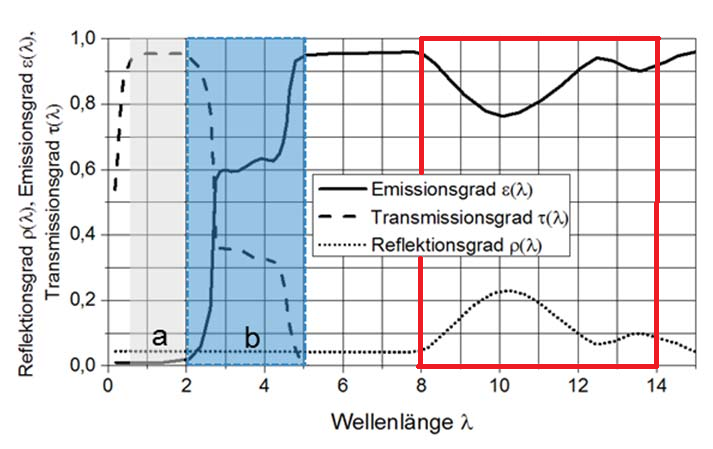 Reflektionsgrad ρ(λ), Emissionsgrad ε(λ),
Transmissionsgrad τ(λ)
1,0
0,8
0,6
0,4
0,2
0,0
Emissionsgrad ε(λ)
Transmissionsgrad τ(λ)
Reflektionsgrad ρ(λ)
a b
0 2 4 6 8 10 12 14
Wellenlänge λ